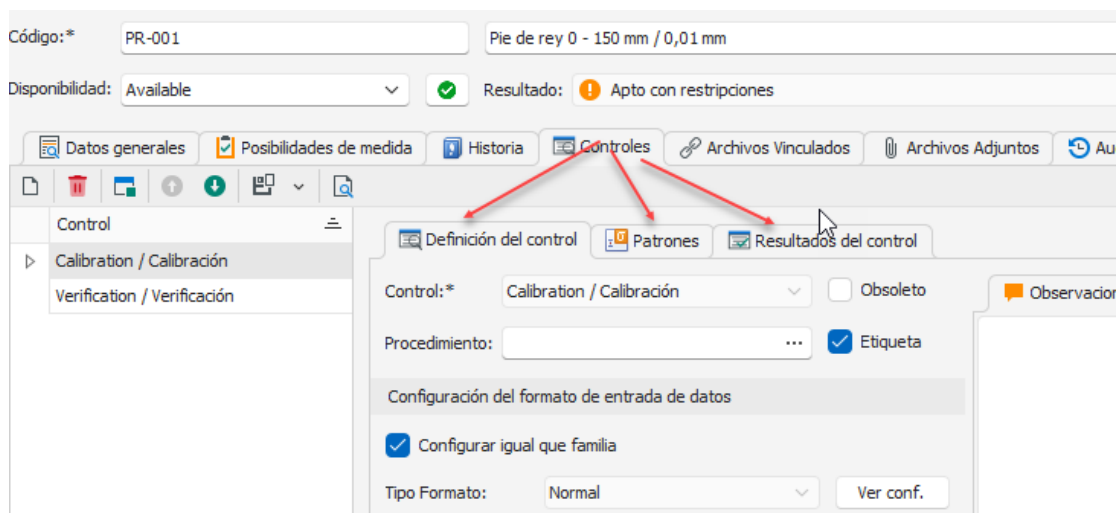 Código:* PR-001 Pie de rey 0 - 150 mm / 0,01 mm
Disponibilidad: Available Resultado: Apto con restripciones
Datos generales Posibilidades de medida Historia Controles Archivos Vinculados Archivos Adjuntos Au
Control
Definición del control Patrones Resultados del control
Calibration / Calibración
Verification / Verificación
Control:* Calibration / Calibración Obsoleto Observacion
Procedimiento: ... Etiqueta
Configuración del formato de entrada de datos
Configurar igual que familia
Tipo Formato: Normal Ver conf.